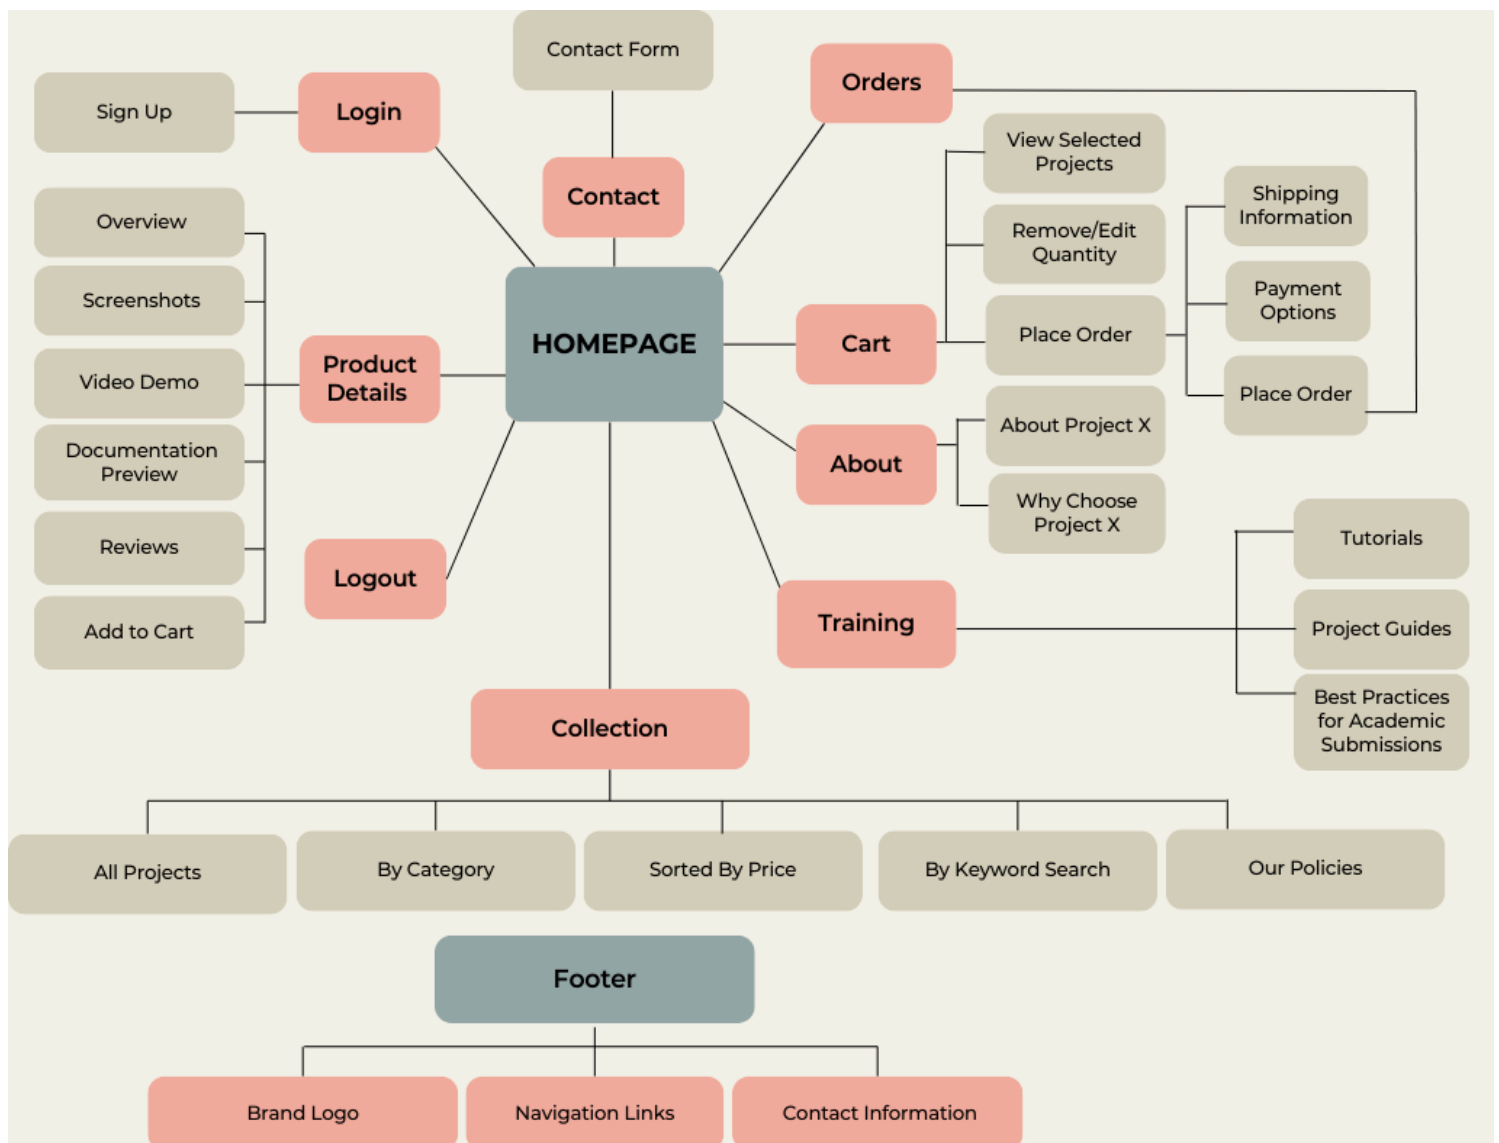 Contact Form
Orders
Sign Up
Login
View Selected
Projects
Contact
Shipping
Information
Overview
Remove/Edit
Quantity
Screenshots
Payment
Options
HOMEPAGE
Cart
Place Order
Product
Details
Video Demo
Place Order
About Project X
Documentation
Preview
About
Why Choose
Project X
Reviews
Tutorials
Logout
Add to Cart
Training
Project Guides
Best Practices
for Academic
Submissions
Collection
All Projects
By Category
Sorted By Price
By Keyword Search
Our Policies
Footer
Brand Logo
Navigation Links
Contact Information